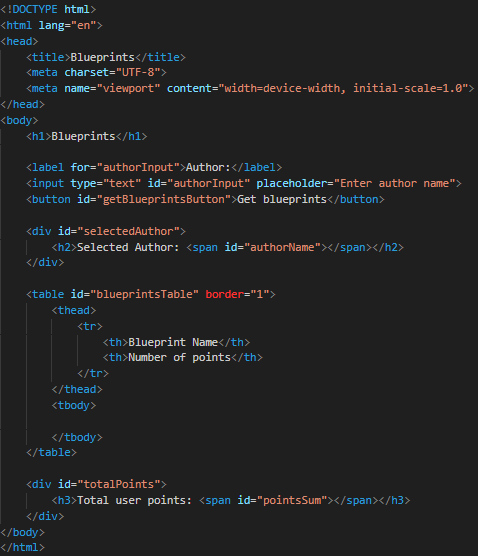 <!DOCTYPE html>
<html lang="en">
<head>
    <title>Blueprints</title>
    <meta charset="UTF-8">
    <meta name="viewport" content="width=device-width, initial-scale=1.0">
</head>
<body>
    <h1>Blueprints</h1>

    <label for="authorInput">Author:</label>
    <input type="text" id="authorInput" placeholder="Enter author name">
    <button id="getBlueprintsButton">Get blueprints</button>

    <div id="selectedAuthor">
        <h2>Selected Author: <span id="authorName"></span></h2>
    </div>

    <table id="blueprintsTable" border="1">
        <thead>
            <tr>
                <th>Blueprint Name</th>
                <th>Number of points</th>
            </tr>
        </thead>
        <tbody>

        </tbody>
    </table>

    <div id="totalPoints">
        <h3>Total user points: <span id="pointsSum"></span></h3>
    </div>
</body>
</html>